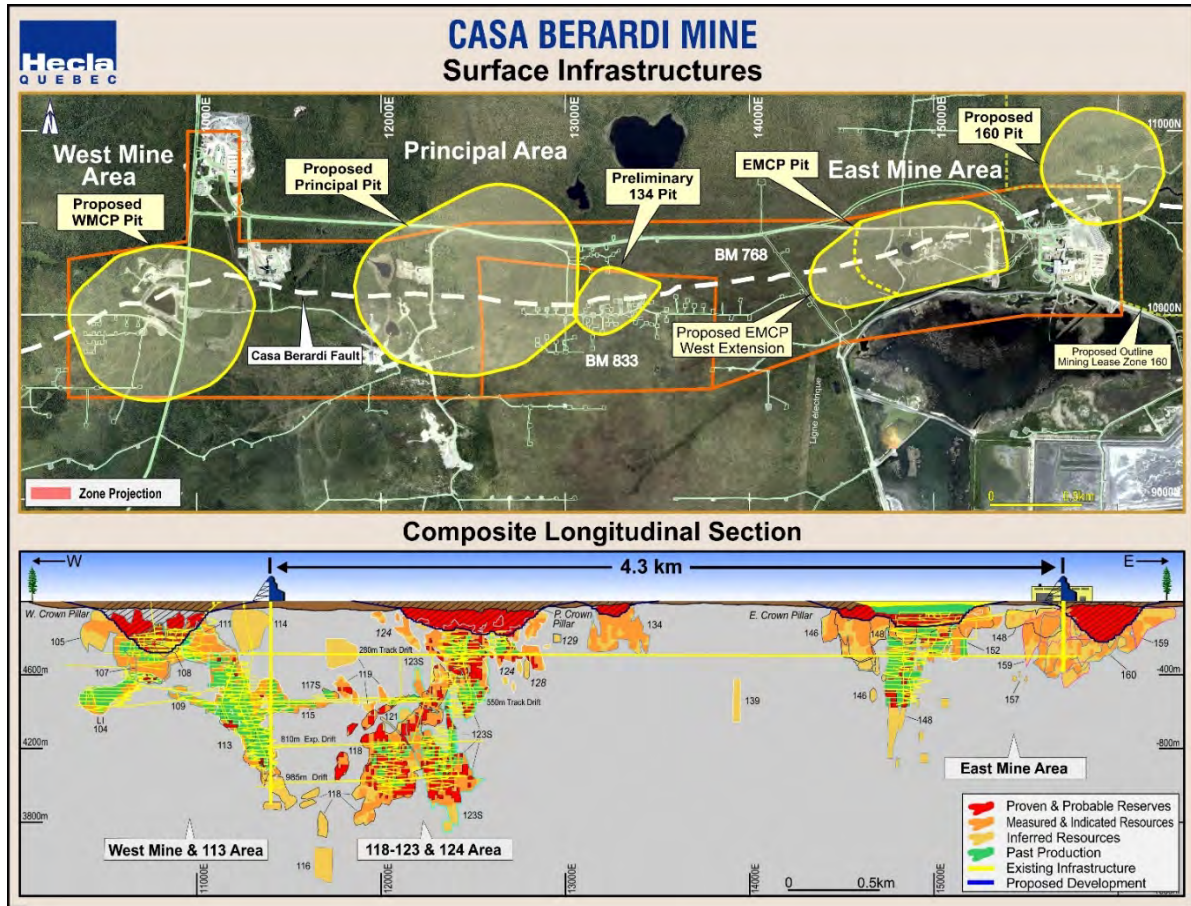 Hecla
QUEBEC
CASA BERARDI MINE
Surface Infrastructures
12000E
13000E
14000E
15000E
11000N
West Mine
Area
Principal Area
East Mine Area
Proposed
WMCP Pit
Proposed
Principal Pit
Preliminary
134 Pit
EMCP Pit
Proposed
160 Pit
BM 768
BM 833
10000N
Casa Berardi Fault
Proposed EMCP
West Extension
Proposed Outline
Mining Lease Zone 160
Ligne électrique
9000N
Zone Projection
0
0.5km
Composite Longitudinal Section
W
4.3 km
E
W. Crown Pillar
P. Crown
Pillar
E. Crown Pillar
105
111
114
124
129
134
146
148
148
152
159
159
160
157
107
108
109
LI
104
113
280m Track Drift
117S
119
115
121
123S
124
128
550m Track Drift
810m Exp. Drift
118
985m Drift
118
116
123S
123S
139
146
148
4600m
4200m
3800m
-400m
-800m
West Mine & 113 Area
118-123 & 124 Area
East Mine Area
Proven & Probable Reserves
Measured & Indicated Resources
Inferred Resources
Past Production
Existing Infrastructure
Proposed Development
11000E
12000E
13000E
14000E
15000E
0
0.5km